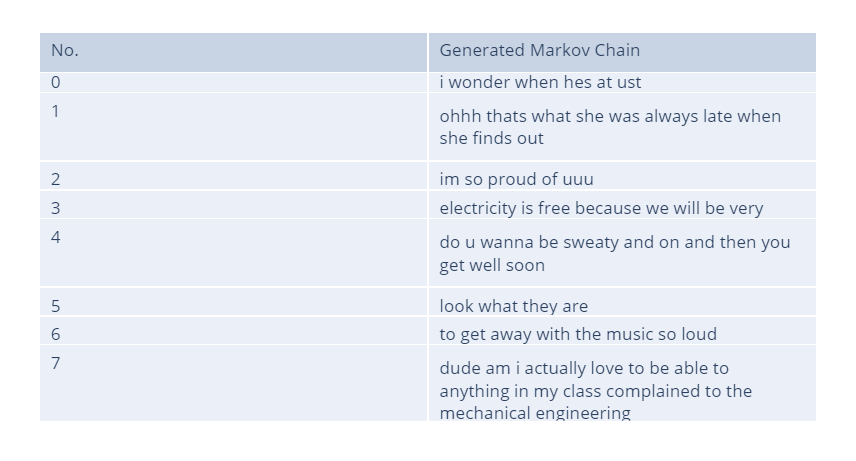 No. Generated Markov Chain
0 i wonder when hes at ust
1 ohhh thats what she was always late when
she finds out
2 im so proud of uuu
3 electricity is free because we will be very
4 do u wanna be sweaty and on and then you
get well soon
5 look what they are
6 to get away with the music so loud
7 dude am i actually love to be able to
anything in my class complained to the
mechanical engineering